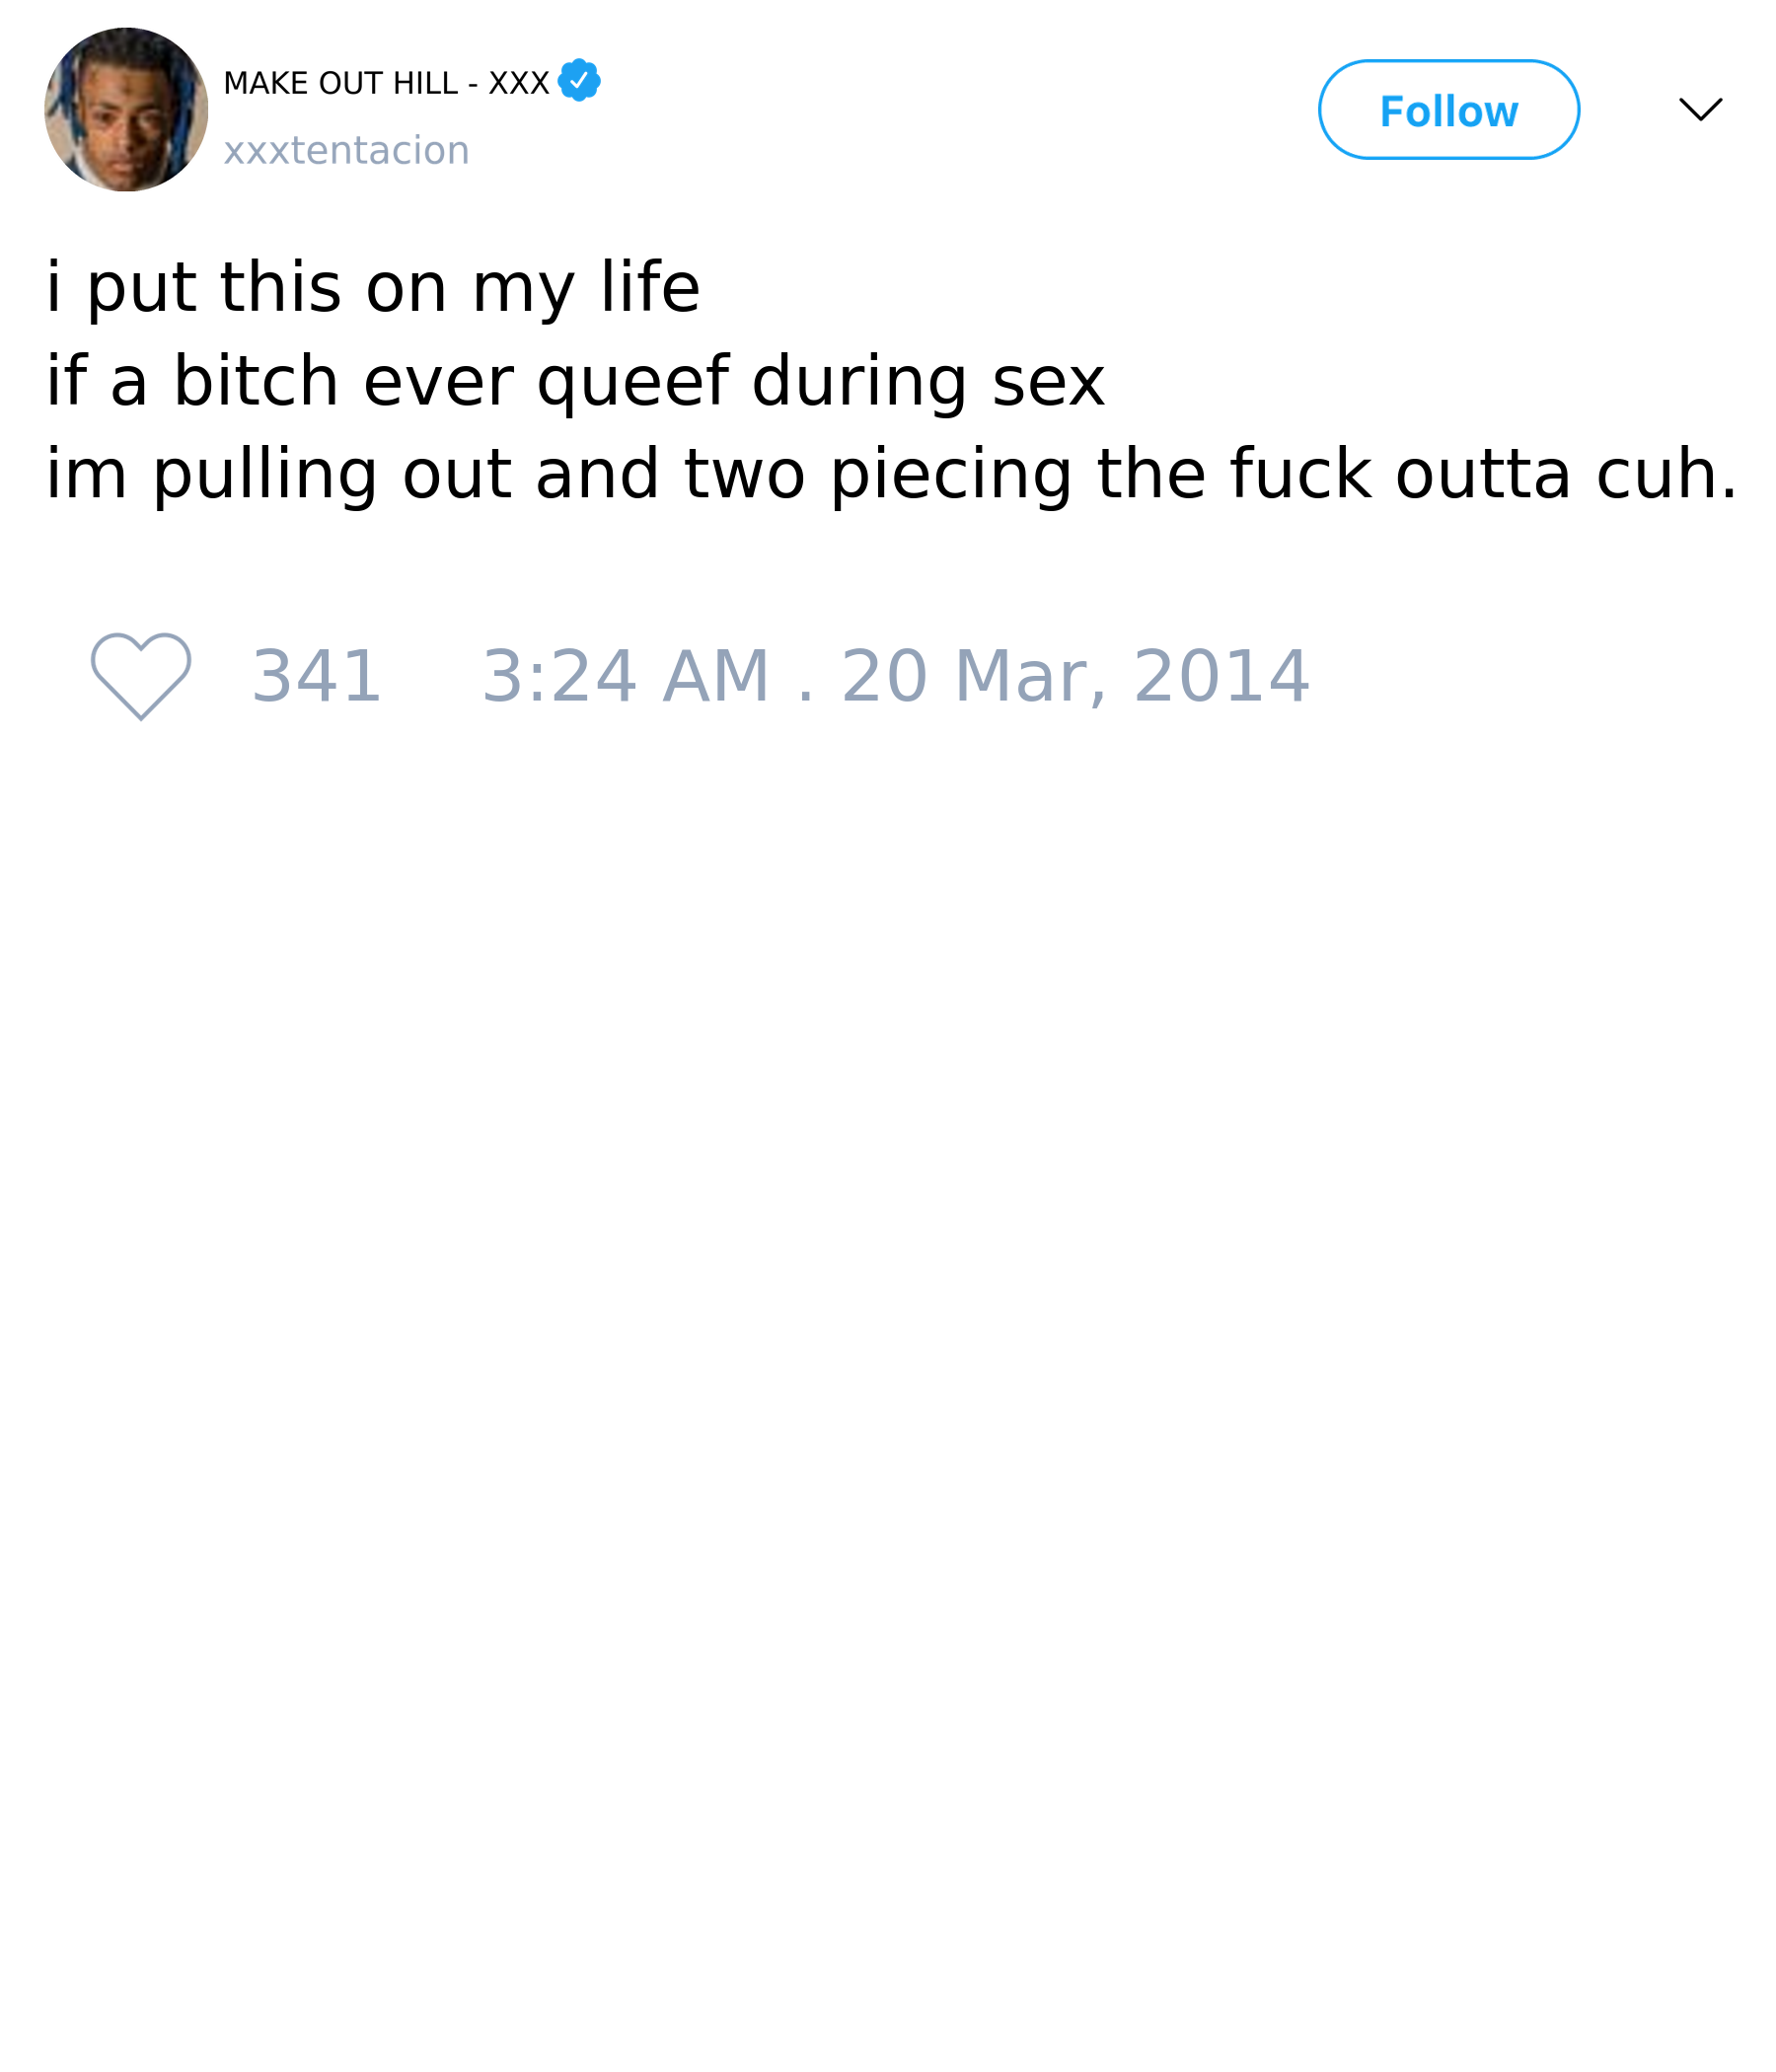 MAKE OUT HILL - XXX
xxxtentacion
Follow
i put this on my life
if a bitch ever queef during sex
im pulling out and two piecing the fuck outta cuh.
341 3:24 AM . 20 Mar, 2014